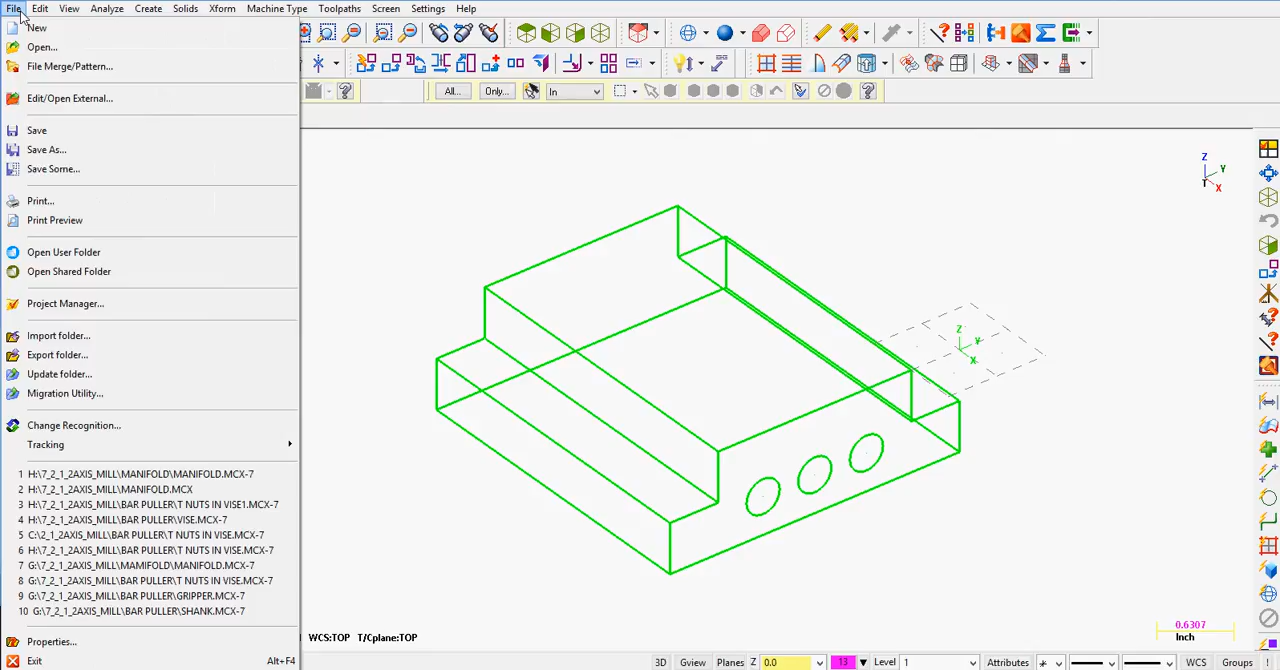 File Edit View Analyze Create Solids Xform Machine Type Toolpaths Screen Settings Help
New
Open...
File Merge/Pattern...
Edit/Open External...
All... Only... In
Save
Save As...
Save Some...
Print...
Print Preview
Open User Folder
Open Shared Folder
Project Manager...
Import folder...
Export folder...
Update folder...
Migration Utility...
Change Recognition...
Tracking
1 H:\7_2_1_2AXIS_MILL\MANIFOLD\MANIFOLD.MCX-7
2 H:\7_2_1_2AXIS_MILL\MANIFOLD.MCX
3 H:\7_2_1_2AXIS_MILL\BAR PULLER\T NUTS IN VISE1.MCX-7
4 H:\7_2_1_2AXIS_MILL\BAR PULLER\VISE.MCX-7
5 C:\2_1_2AXIS_MILL\BAR PULLER\T NUTS IN VISE.MCX-7
6 H:\7_2_1_2AXIS_MILL\BAR PULLER\T NUTS IN VISE.MCX-7
7 G:\7_2_1_2AXIS_MILL\MAMIFOLD\MANIFOLD.MCX-7
8 G:\7_2_1_2AXIS_MILL\BAR PULLER\T NUTS IN VISE.MCX-7
9 G:\7_2_1_2AXIS_MILL\BAR PULLER\GRIPPER.MCX-7
10 G:\7_2_1_2AXIS_MILL\BAR PULLER\SHANK.MCX-7
Properties...
Exit Alt+F4
Z
Y
T X
Z
Y
X
WCS:TOP T/Cplane:TOP
0.6307
Inch
3D Gview Planes Z 0.0 13 Level 1 Attributes WCS Groups